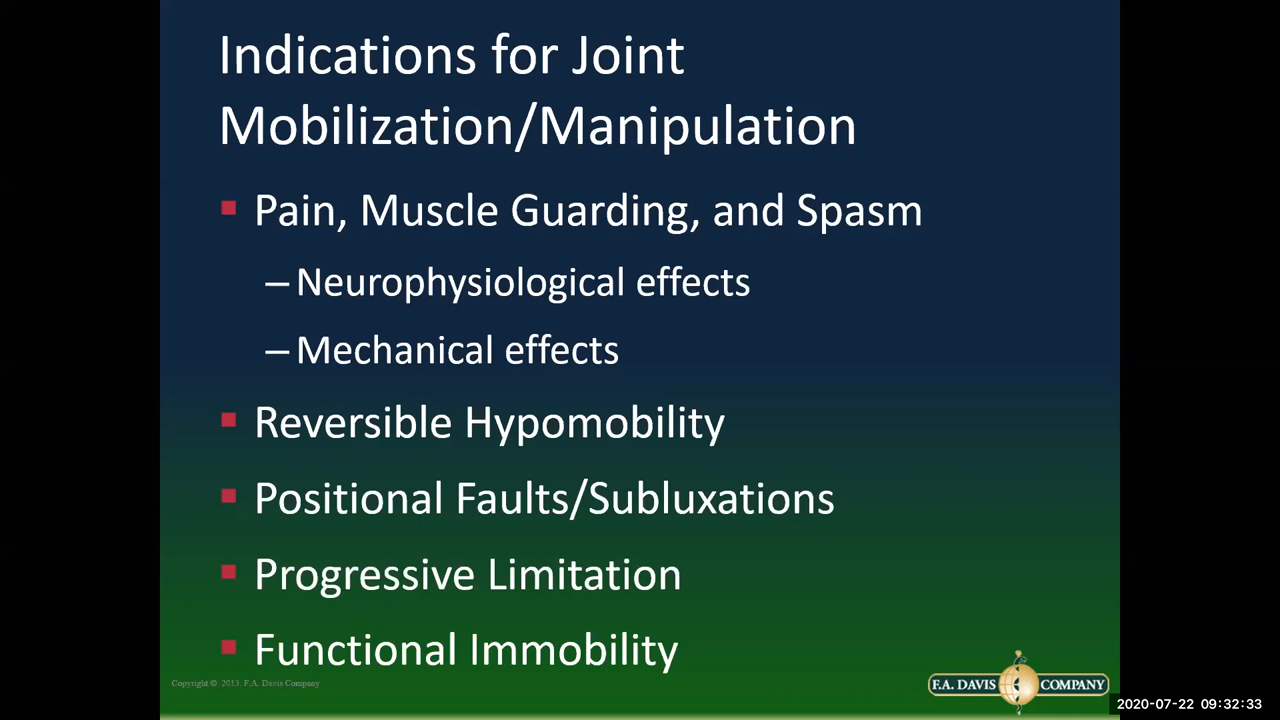 Indications for Joint
Mobilization/Manipulation
▪ Pain, Muscle Guarding, and Spasm
– Neurophysiological effects
– Mechanical effects
▪ Reversible Hypomobility
▪ Positional Faults/Subluxations
▪ Progressive Limitation
▪ Functional Immobility
Copyright © 2013. F.A. Davis Company
F.A. DAVIS COMPANY
2020-07-22 09:32:33